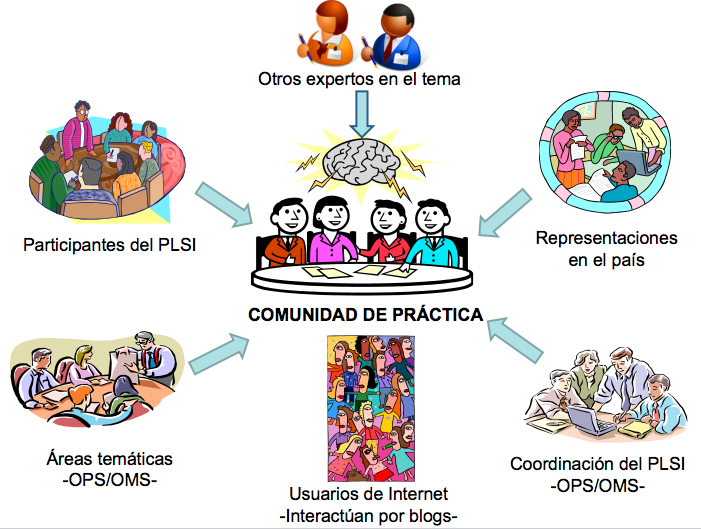 Otros expertos en el tema
Participantes del PLSI
Representaciones
en el país
COMUNIDAD DE PRÁCTICA
Áreas temáticas
-OPS/OMS-
Usuarios de Internet
-Interactúan por blogs-
Coordinación del PLSI
-OPS/OMS-